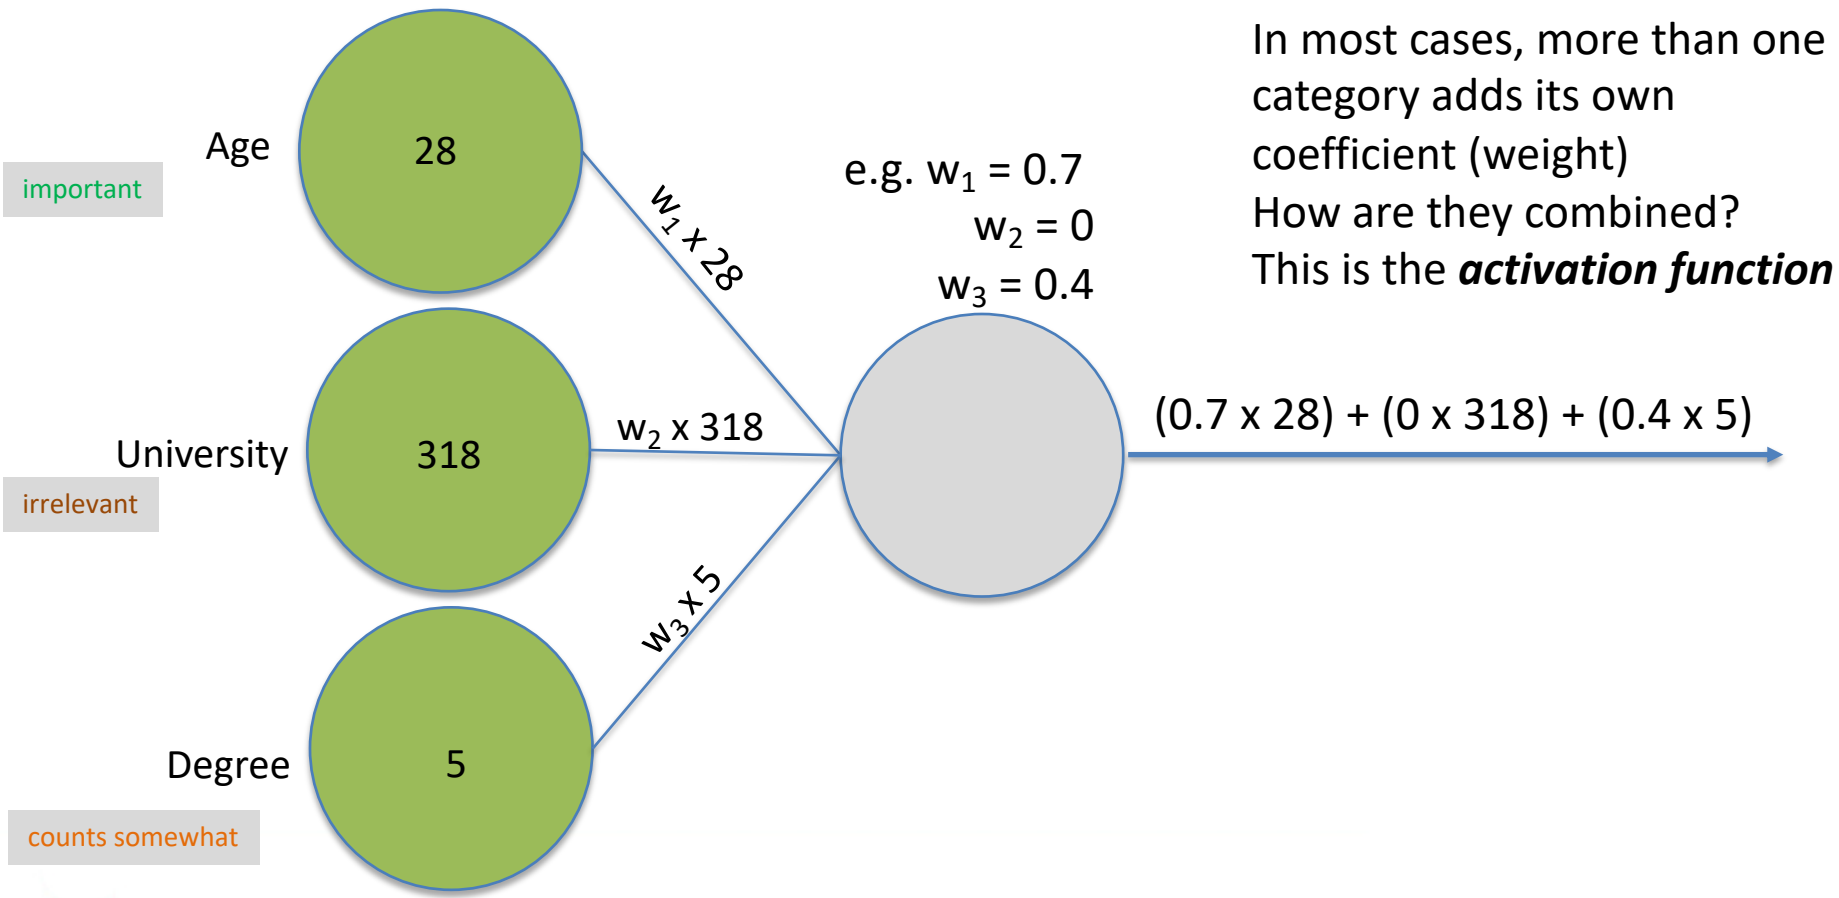 In most cases, more than one
category adds its own
coefficient (weight)
How are they combined?
This is the activation function
Age
28
important
w₁ x 28
e.g. w₁ = 0.7
w₂ = 0
w₃ = 0.4
University
318
irrelevant
w₂ x 318
(0.7 x 28) + (0 x 318) + (0.4 x 5)
w₃ x 5
Degree
5
counts somewhat